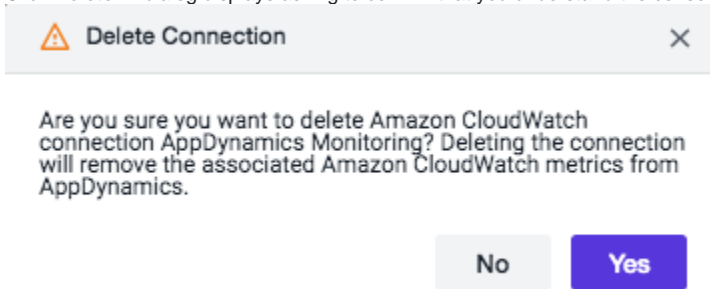 Delete Connection
Are you sure you want to delete Amazon CloudWatch
connection AppDynamics Monitoring? Deleting the connection
will remove the associated Amazon CloudWatch metrics from
AppDynamics.
No
Yes